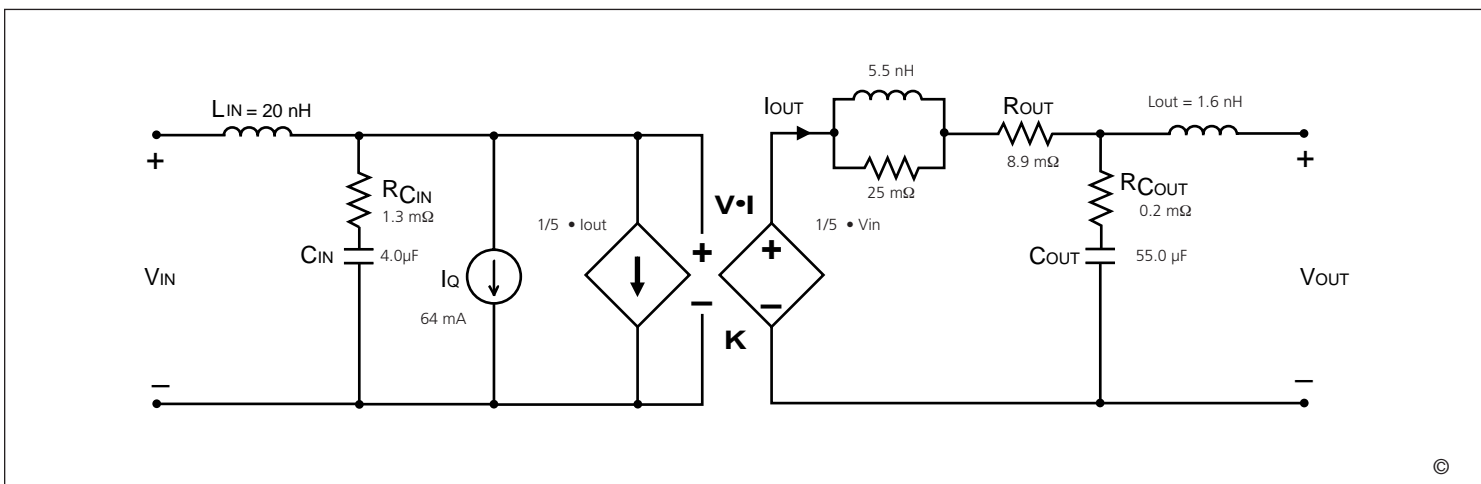 LIN = 20 nH
RCIN
1.3 mΩ
CIN
4.0µF
VIN
IQ
64 mA
1/5 • Iout
+
−
V•I
K
+
−
+
−
1/5 • Vin
IOUT
5.5 nH
25 mΩ
ROUT
8.9 mΩ
Lout = 1.6 nH
RCOUT
0.2 mΩ
COUT
55.0 µF
VOUT
+
−
©